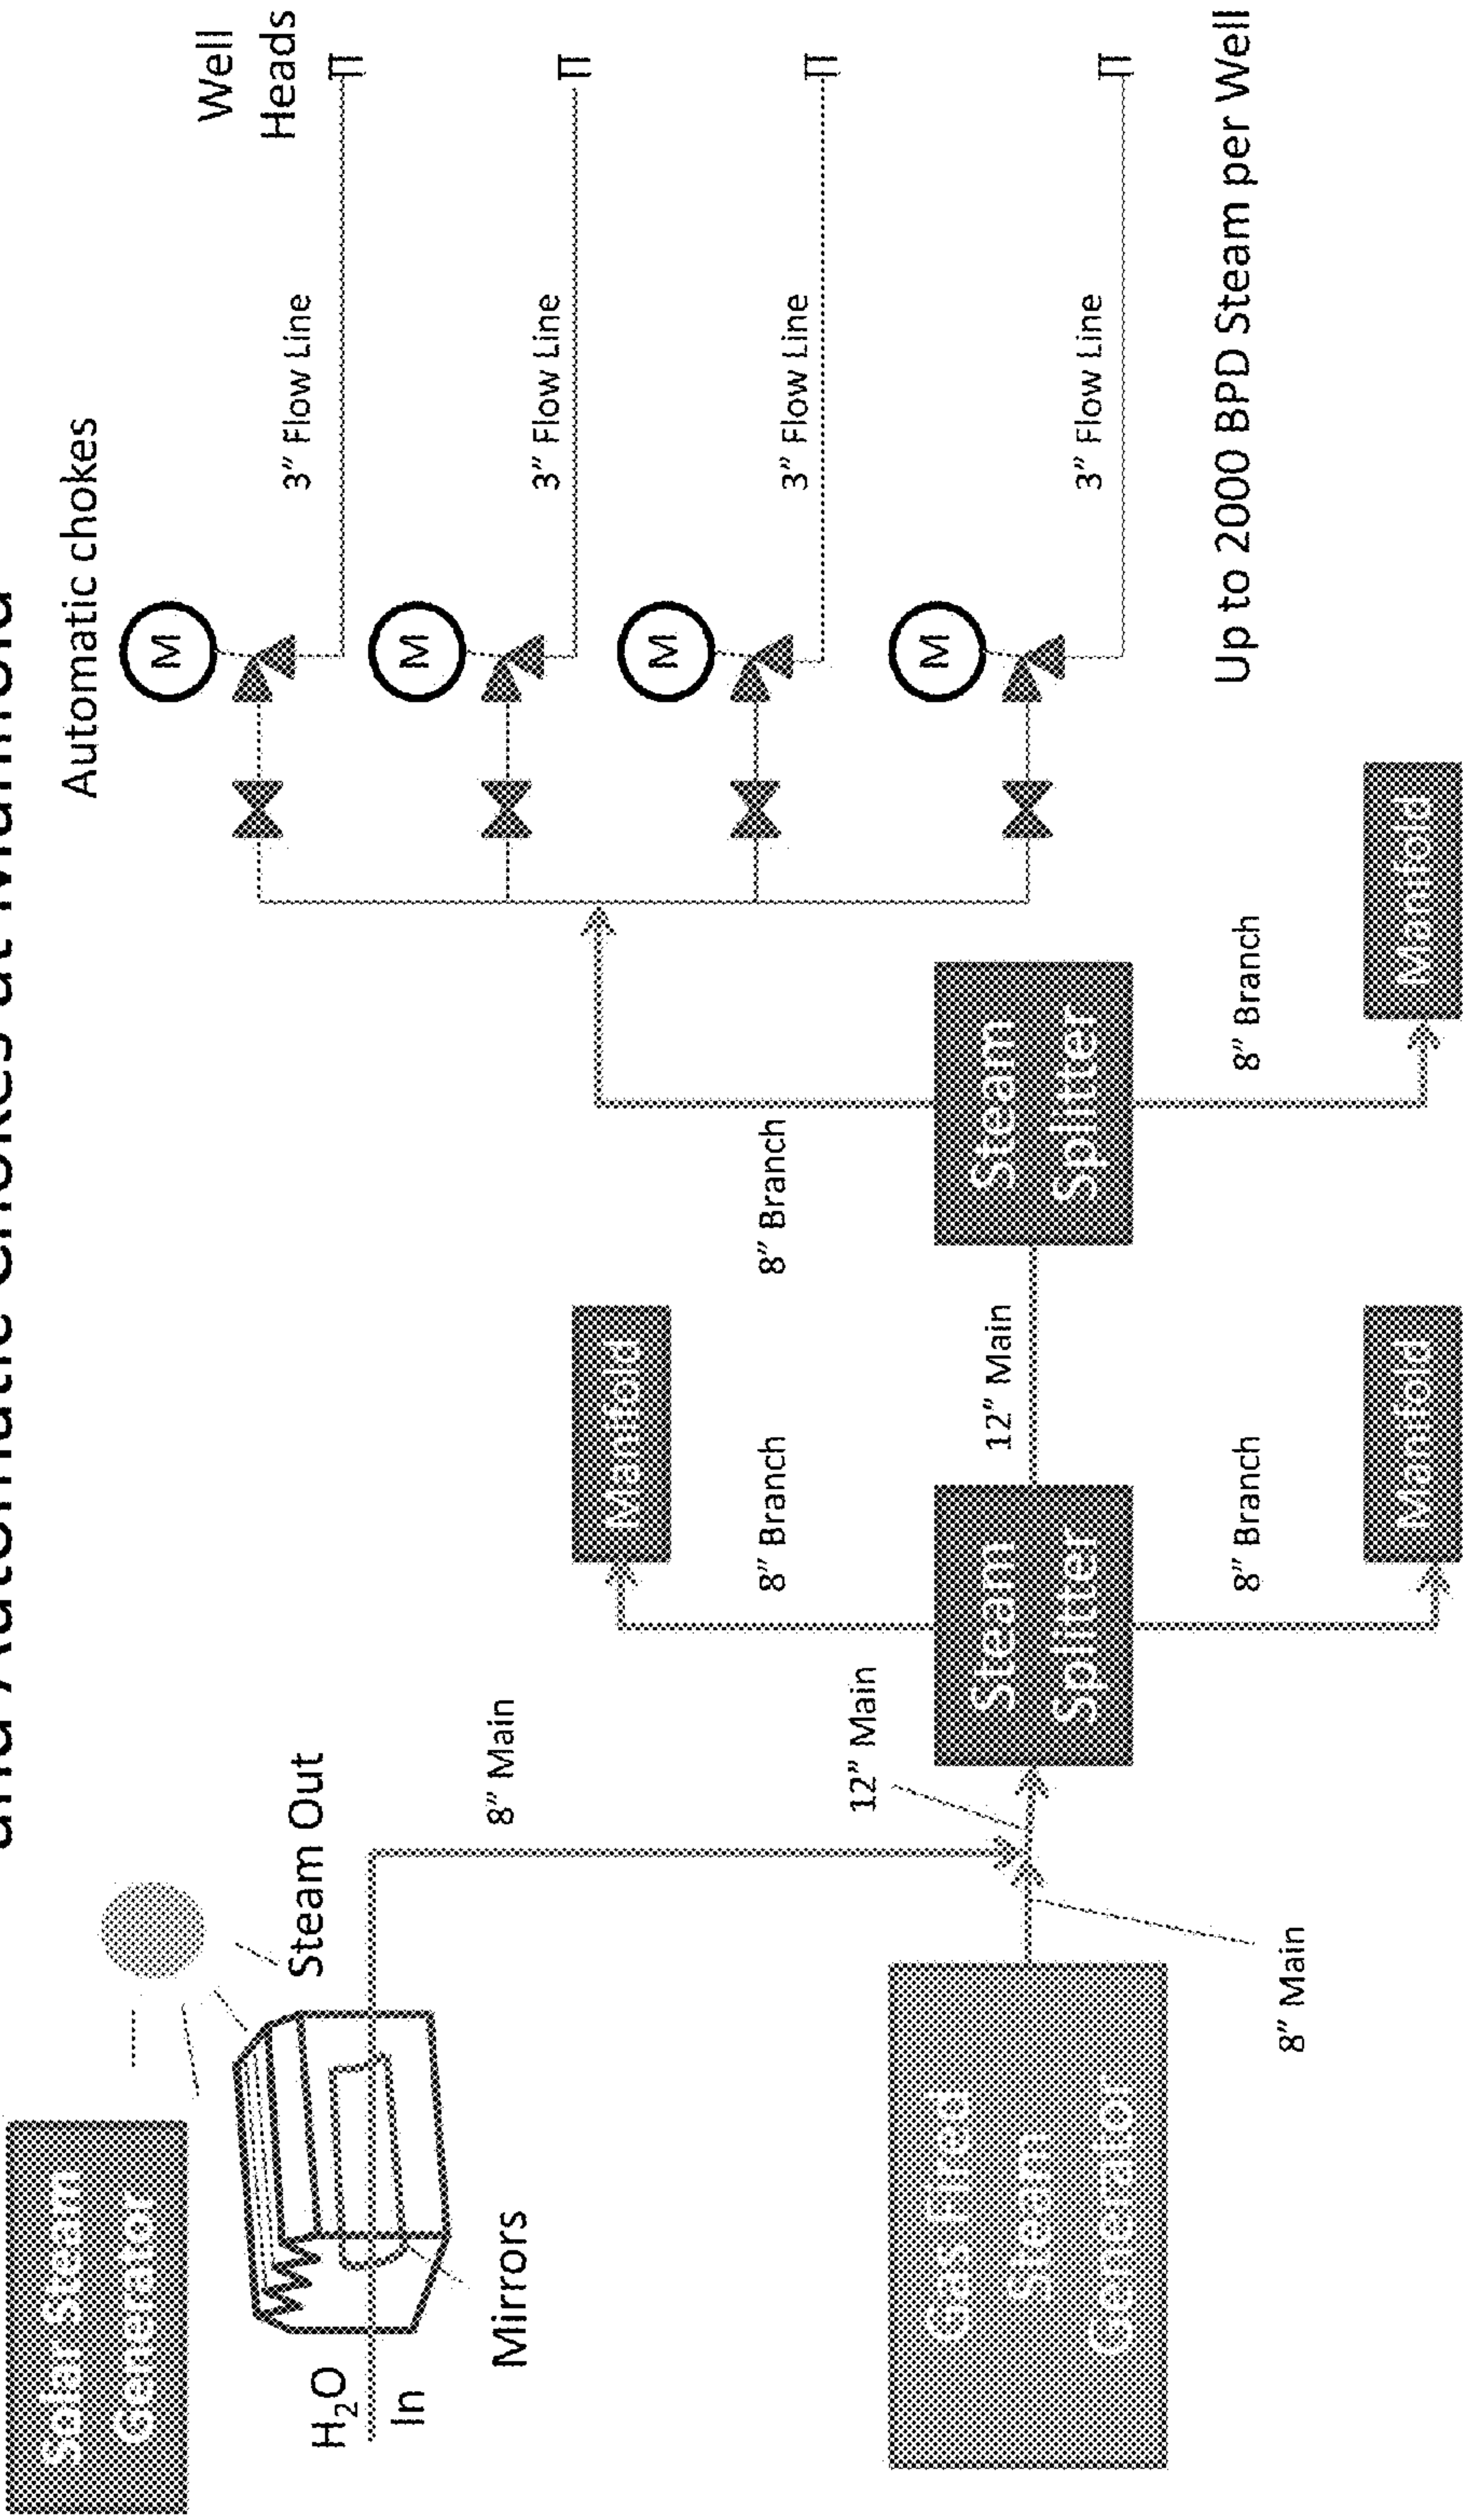 and Automatic Chokes at Manifold
Solar Steam
Generator
Steam Out
H₂O
In
Mirrors
8” Main
Gas Fired
Steam
Generator
8” Main
12” Main
Steam
Splitter
8” Branch
Manifold
8” Branch
Manifold
12” Main
Steam
Splitter
8” Branch
8” Branch
Manifold
Automatic chokes
M
M
M
M
3” Flow Line
3” Flow Line
3” Flow Line
3” Flow Line
Well
Heads
Up to 2000 BPD Steam per Well